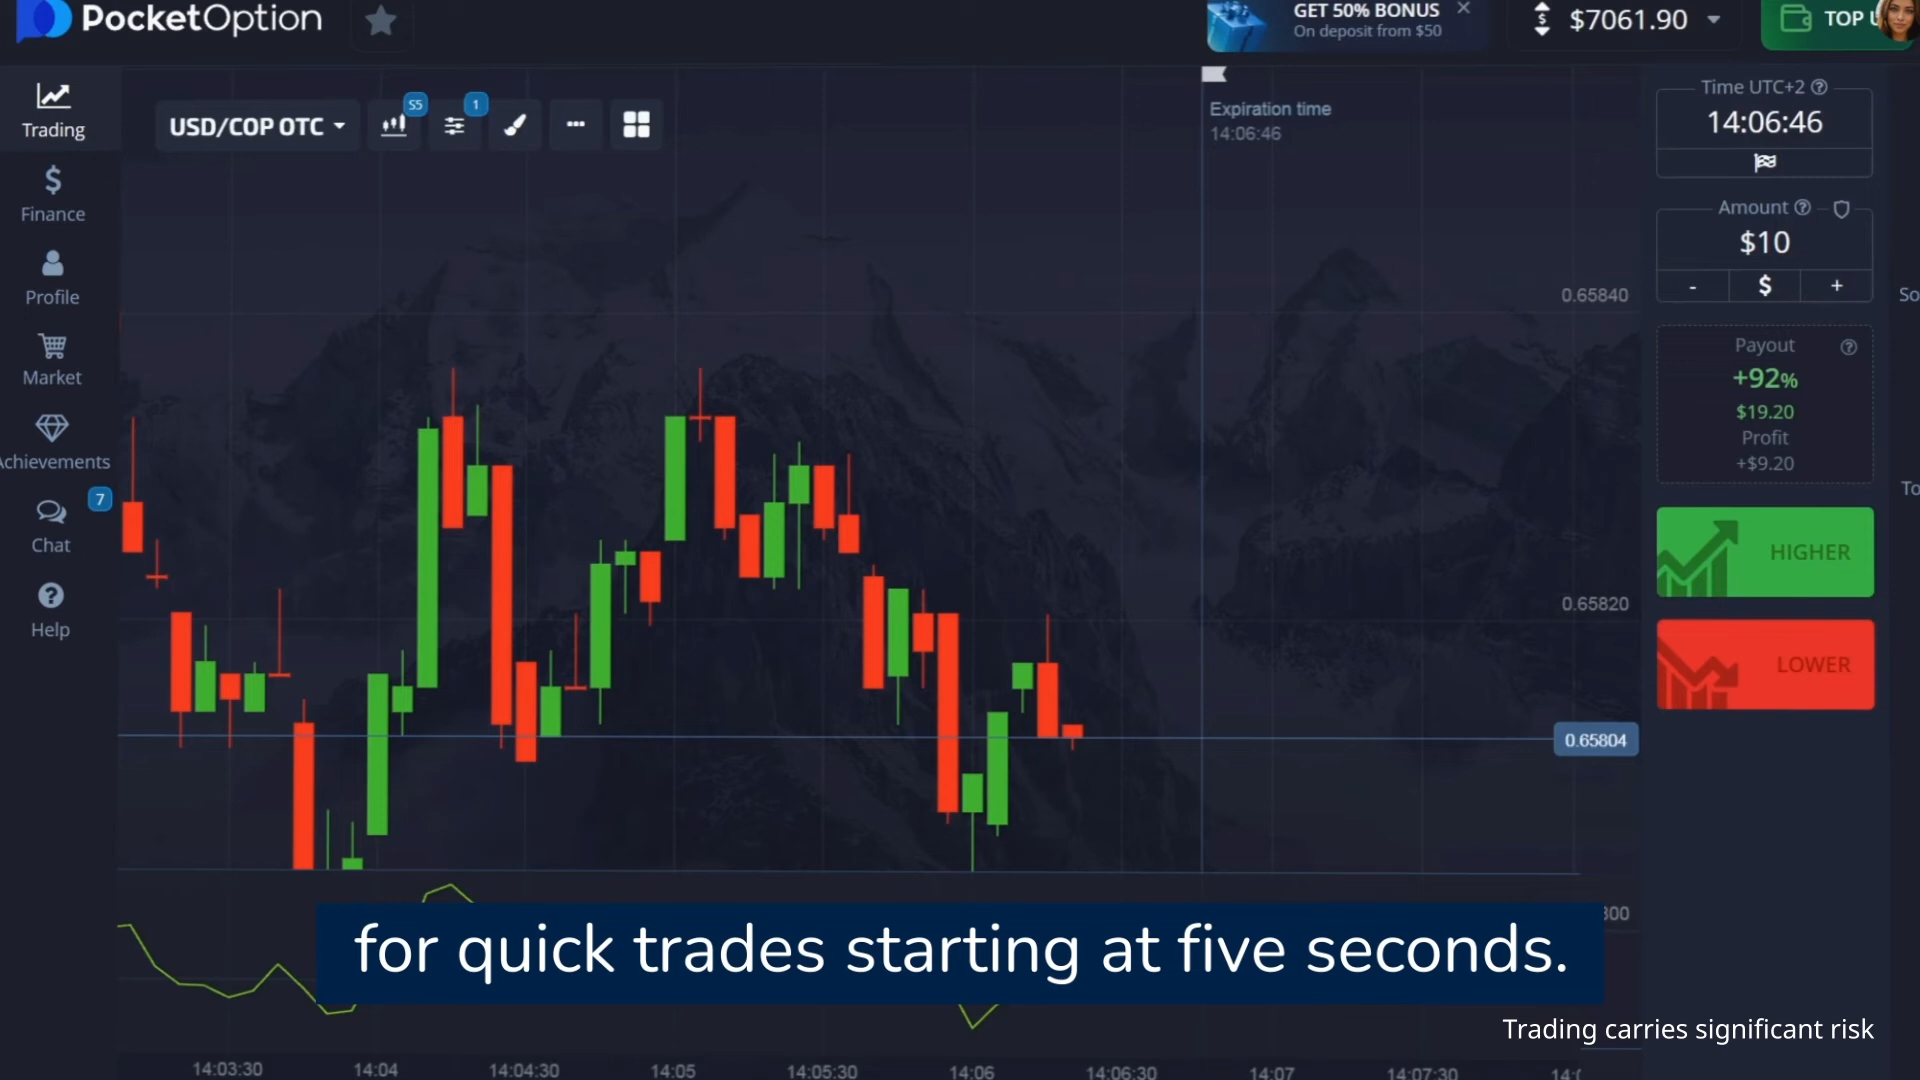 PocketOption
GET 50% BONUS
On deposit from $50
$7061.90
TOP
Trading
USD/COP OTC
S5
1
Expiration time
14:06:46
Time UTC+2
14:06:46
Finance
Amount
$10
-
$
+
Profile
0.65840
Market
Payout
+92%
$19.20
Profit
+$9.20
Achievements
Chat
7
HIGHER
Help
0.65820
LOWER
0.65804
for quick trades starting at five seconds.
Trading carries significant risk
14:03:30
14:04
14:04:30
14:05
14:05:30
14:06
14:06:30
14:07
14:07:30